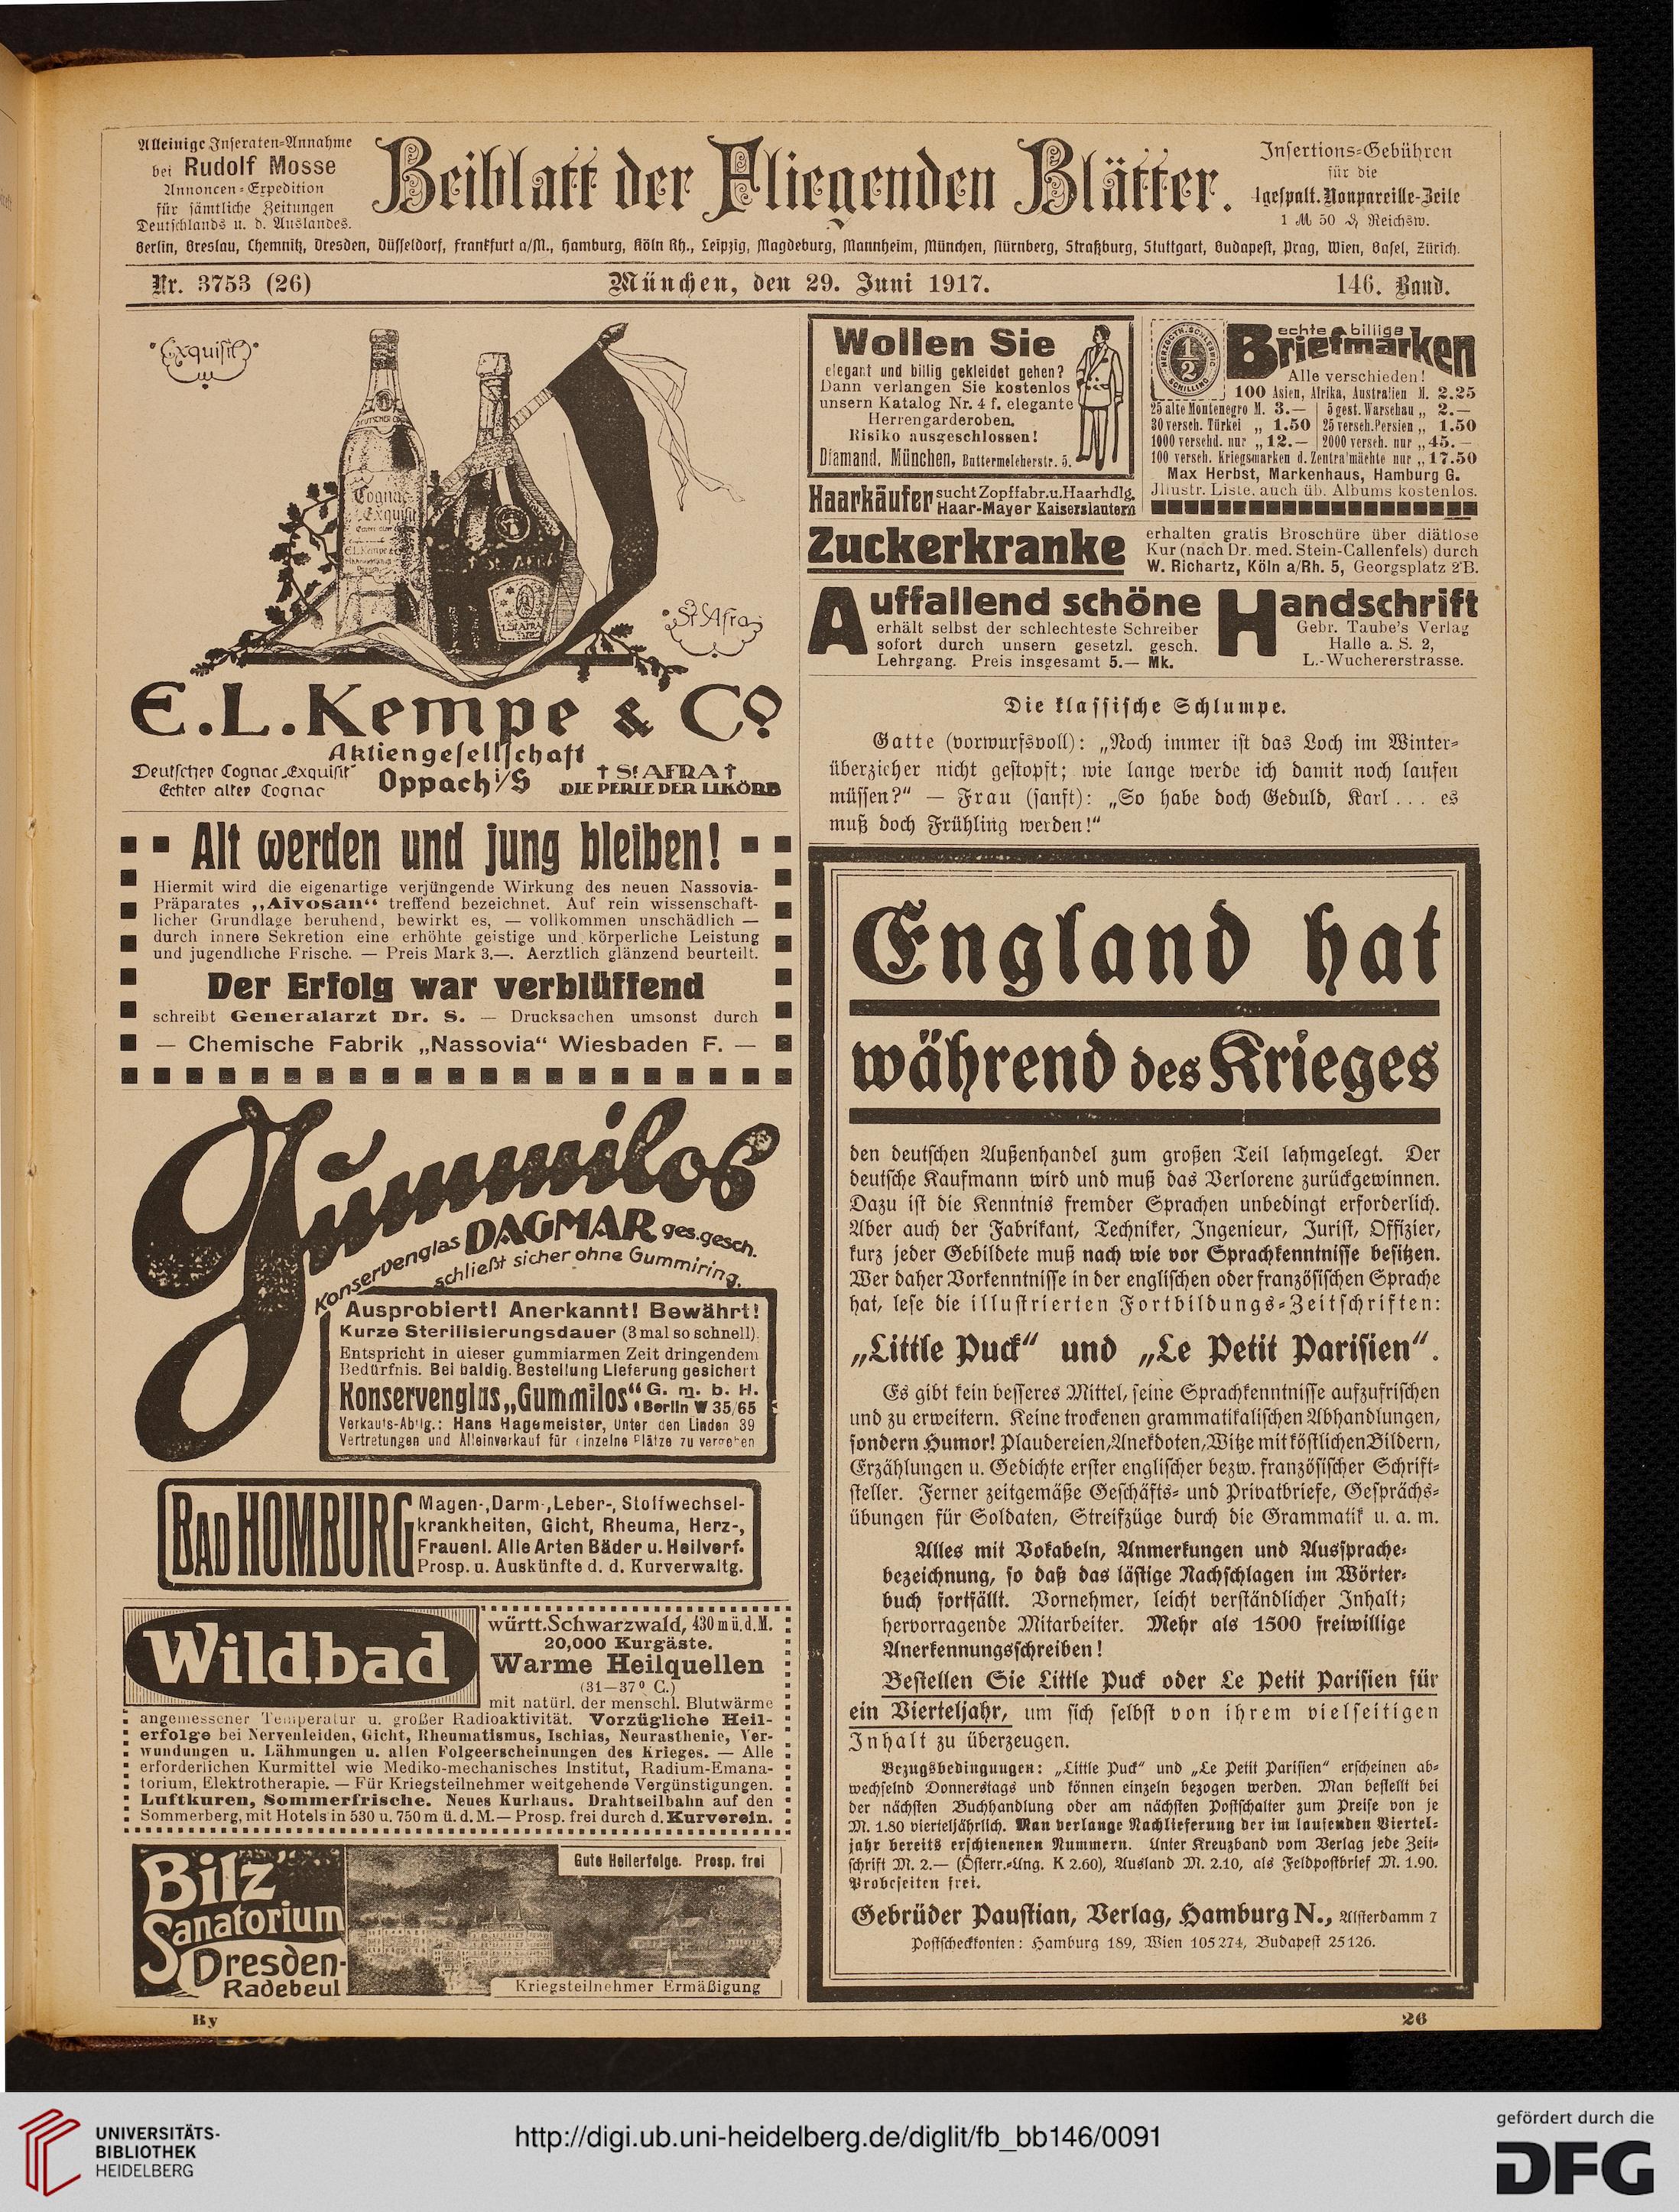 Alleinige Inseraten-Annahme
bei Rudolf Mosse
Annoncen-Expedition
für sämtliche Zeitungen
Deutschlands u. d. Auslandes.
Beiblatt der Fliegenden Blätter.
Insertions-Gebühren
für die
4gespalt. Nonpareille-Zeile
1 M 50 ₰ Reichsw.
Berlin, Breslau, Chemnitz, Dresden, Düsseldorf, Frankfurt a/M., Hamburg, Köln Rh., Leipzig, Magdeburg, Mannheim, München, Nürnberg, Straßburg, Stuttgart, Budapest, Prag, Wien, Basel, Zürich.
Nr. 3753 (26)
München, den 29. Juni 1917.
146. Band.
Exquisit
Cognac
Exquisit
St. Afra
E. L. Kempe & Co
Aktiengesellschaft
Deutscher Cognac „Exquisit"
Echter alter Cognac
Oppach i/S
† St. AFRA †
DIE PERLE DER LIKÖRE
Alt werden und jung bleiben!
Hiermit wird die eigenartige verjüngende Wirkung des neuen Nassovia-
Präparates „Aivosan“ treffend bezeichnet. Auf rein wissenschaft-
licher Grundlage beruhend, bewirkt es, — vollkommen unschädlich —
durch innere Sekretion eine erhöhte geistige und körperliche Leistung
und jugendliche Frische. — Preis Mark 3.—. Aerztlich glänzend beurteilt.
Der Erfolg war verblüffend
schreibt Generalarzt Dr. S. — Drucksachen umsonst durch
— Chemische Fabrik „Nassovia“ Wiesbaden F. —
Gummilos
Konservenglas DAGMAR ges. gesch.
schließt sicher ohne Gummiring.
Ausprobiert! Anerkannt! Bewährt!
Kurze Sterilisierungsdauer (3 mal so schnell).
Entspricht in dieser gummiarmen Zeit dringendem
Bedürfnis. Bei baldig. Bestellung Lieferung gesichert
Konservenglas „Gummilos“ G. m. b. H.
Berlin W 35/65
Verkaufs-Abtlg.: Hans Hagemeister, Unter den Linden 39
Vertretungen und Alleinverkauf für einzelne Plätze zu vergeben
BAD HOMBURG
Magen-, Darm-, Leber-, Stoffwechsel-
krankheiten, Gicht, Rheuma, Herz-,
Frauenl. Alle Arten Bäder u. Heilverf.
Prosp. u. Auskünfte d. d. Kurverwaltg.
Wildbad
württ. Schwarzwald, 430 m ü. d. M.
20,000 Kurgäste.
Warme Heilquellen
(31—37° C.)
mit natürl. der menschl. Blutwärme
angemessener Temperatur u. großer Radioaktivität. Vorzügliche Heil-
erfolge bei Nervenleiden, Gicht, Rheumatismus, Ischias, Neurasthenie, Ver-
wundungen u. Lähmungen u. allen Folgeerscheinungen des Krieges. — Alle
erforderlichen Kurmittel wie Mediko-mechanisches Institut, Radium-Emana-
torium, Elektrotherapie. — Für Kriegsteilnehmer weitgehende Vergünstigungen.
Luftkuren, Sommerfrische. Neues Kurhaus. Drahtseilbahn auf den
Sommerberg, mit Hotels in 530 u. 750 m ü. d. M. — Prosp. frei durch d. Kurverein.
Bilz
Sanatorium
Dresden-
Radebeul
Gute Heilerfolge. Prosp. frei
Kriegsteilnehmer Ermäßigung
Wollen Sie
elegant und billig gekleidet gehen?
Dann verlangen Sie kostenlos
unsern Katalog Nr. 4 f. elegante
Herrengarderoben.
Risiko ausgeschlossen!
Diamand, München, Buttermelcherstr. 5.
HERZOGTH. SCHLESWIG
1/2
SCHILLING
echte billige
Briefmarken
Alle verschieden!
100 Asien, Afrika, Australien M. 2.25
25 alte Montenegro M. 3.— | 5 gest. Warschau „ 2.—
30 versch. Türkei „ 1.50 | 25 versch. Persien „ 1.50
1000 verschd. nur „ 12.— | 2000 versch. nur „ 45.—
100 versch. Kriegsmarken d. Zentralmächte nur „ 17.50
Max Herbst, Markenhaus, Hamburg G.
Jllustr. Liste, auch üb. Albums kostenlos.
Haarkäufer sucht Zopffabr. u. Haarhdlg.
Haar-Mayer Kaiserslautern
Zuckerkranke
erhalten gratis Broschüre über diätlose
Kur (nach Dr. med. Stein-Callenfels) durch
W. Richartz, Köln a/Rh. 5, Georgsplatz 2 B.
Auffallend schöne Handschrift
erhält selbst der schlechteste Schreiber
sofort durch unsern gesetzl. gesch.
Lehrgang. Preis insgesamt 5.— Mk.
Gebr. Taube's Verlag
Halle a. S. 2,
L.-Wuchererstrasse.
Die klassische Schlumpe.
Gatte (vorwurfsvoll): „Noch immer ist das Loch im Winter-
überzieher nicht gestopft; wie lange werde ich damit noch laufen
müssen?“ — Frau (sanft): „So habe doch Geduld, Karl ... es
muß doch Frühling werden!“
England hat
während des Krieges
den deutschen Außenhandel zum großen Teil lahmgelegt. Der
deutsche Kaufmann wird und muß das Verlorene zurückgewinnen.
Dazu ist die Kenntnis fremder Sprachen unbedingt erforderlich.
Aber auch der Fabrikant, Techniker, Ingenieur, Jurist, Offizier,
kurz jeder Gebildete muß nach wie vor Sprachkenntnisse besitzen.
Wer daher Vorkenntnisse in der englischen oder französischen Sprache
hat, lese die illustrierten Fortbildungs-Zeitschriften:
„Little Puck“ und „Le Petit Parisien“.
Es gibt kein besseres Mittel, seine Sprachkenntnisse aufzufrischen
und zu erweitern. Keine trockenen grammatikalischen Abhandlungen,
sondern Humor! Plaudereien, Anekdoten, Witze mit köstlichen Bildern,
Erzählungen u. Gedichte erster englischer bezw. französischer Schrift-
steller. Ferner zeitgemäße Geschäfts- und Privatbriefe, Gesprächs-
übungen für Soldaten, Streifzüge durch die Grammatik u. a. m.
Alles mit Vokabeln, Anmerkungen und Aussprache-
bezeichnung, so daß das lästige Nachschlagen im Wörter-
buch fortfällt. Vornehmer, leicht verständlicher Inhalt;
hervorragende Mitarbeiter. Mehr als 1500 freiwillige
Anerkennungsschreiben!
Bestellen Sie Little Puck oder Le Petit Parisien für
ein Vierteljahr, um sich selbst von ihrem vielseitigen
Inhalt zu überzeugen.
Bezugsbedingungen: „Little Puck“ und „Le Petit Parisien“ erscheinen ab-
wechselnd Donnerstags und können einzeln bezogen werden. Man bestellt bei
der nächsten Buchhandlung oder am nächsten Postschalter zum Preise von je
M. 1.80 vierteljährlich. Man verlange Nachlieferung der im laufenden Viertel-
jahr bereits erschienenen Nummern. Unter Kreuzband vom Verlag jede Zeit-
schrift M. 2.— (Österr.-Ung. K 2.60), Ausland M. 2.10, als Feldpostbrief M. 1.90.
Probeseiten frei.
Gebrüder Paustian, Verlag, Hamburg N., Alsterdamm 7
Postscheckkonten: Hamburg 189, Wien 105274, Budapest 25126.
By
26
UNIVERSITÄTS-
BIBLIOTHEK
HEIDELBERG
http://digi.ub.uni-heidelberg.de/diglit/fb_bb146/0091
gefördert durch die
DFG